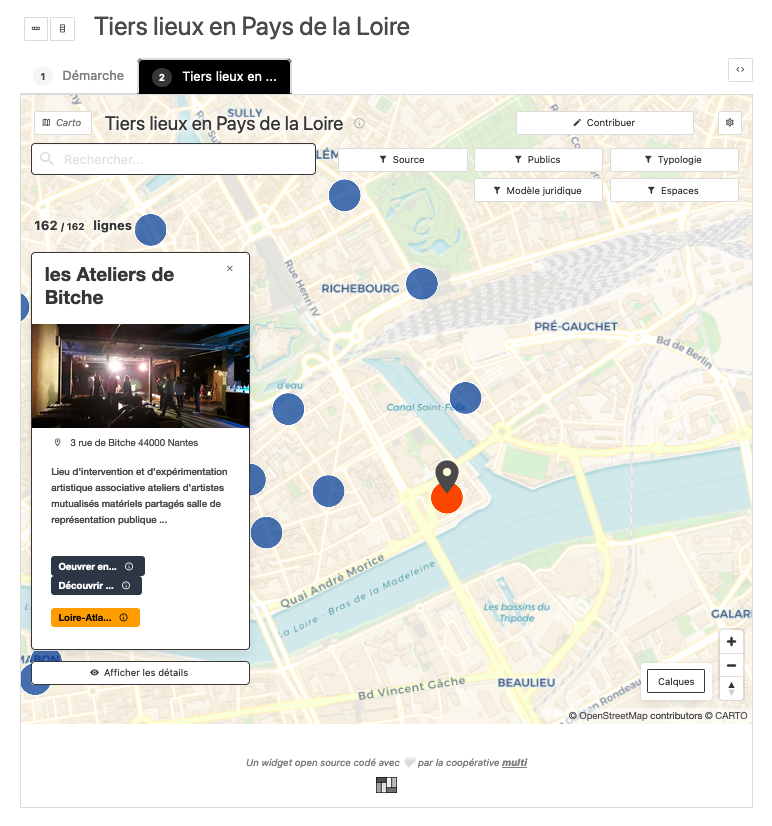 Tiers lieux en Pays de la Loire
1 Démarche
2 Tiers lieux en ...
Carto
Tiers lieux en Pays de la Loire
Contribuer
Rechercher...
Source
Publics
Typologie
Modèle juridique
Espaces
SULLY
162 / 162 lignes
les Ateliers de
Bitche
×
3 rue de Bitche 44000 Nantes
Lieu d'intervention et d'expérimentation
artistique associative ateliers d'artistes
mutualisés matériels partagés salle de
représentation publique ...
Oeuvrer en...
Découvrir ...
Loire-Atla...
Afficher les détails
Rue Henri IV
RICHEBOURG
PRÉ-GAUCHET
Bd de Berlin
d'eau
Canal Saint-Fé
Quai André Morice
La Loire - Bras de la Madeleine
Les bassins du
Tripode
GALAR
BEAULIEU
Bd Vincent Gâche
Rondeau
Calques
+
−
© OpenStreetMap contributors © CARTO
Un widget open source codé avec 🤍 par la coopérative multi